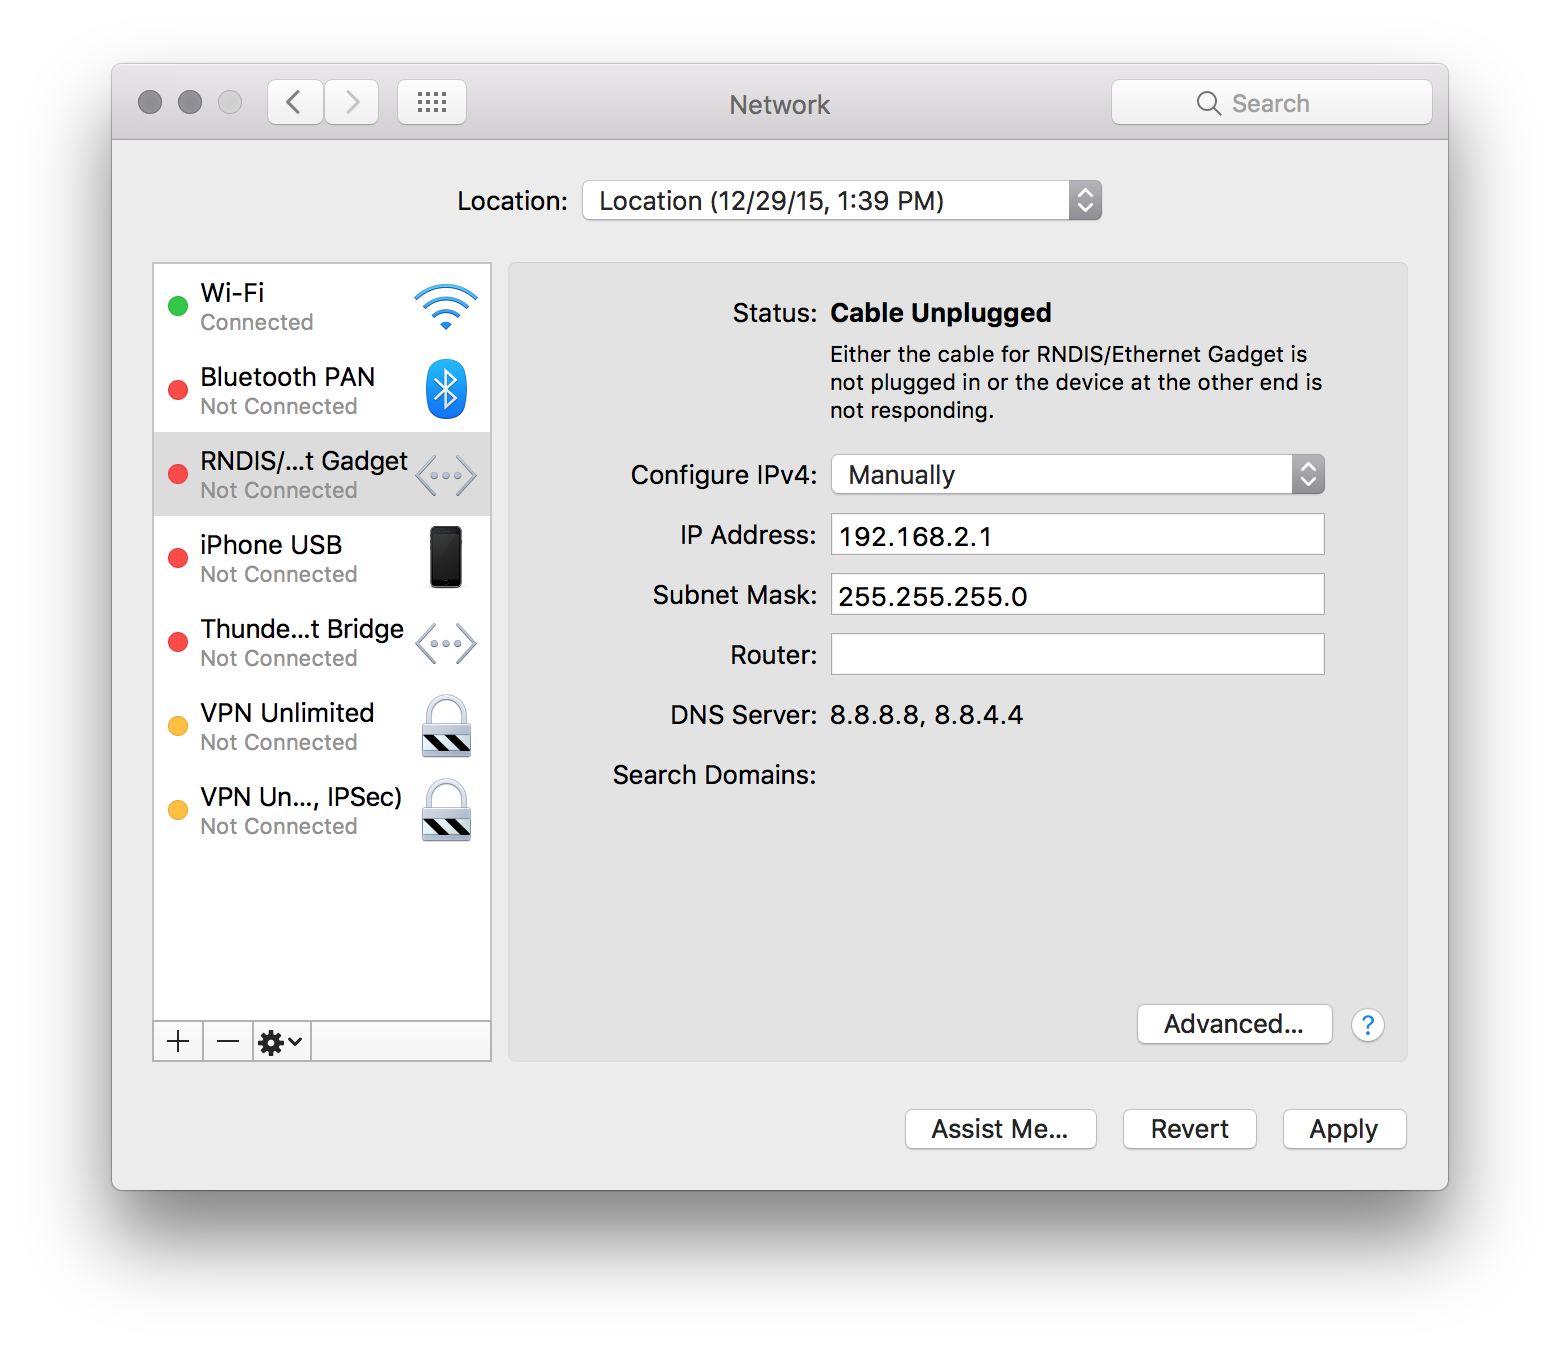 Network
Search
Location: Location (12/29/15, 1:39 PM)
Wi-Fi
Connected
Bluetooth PAN
Not Connected
RNDIS/...t Gadget
Not Connected
iPhone USB
Not Connected
Thunde...t Bridge
Not Connected
VPN Unlimited
Not Connected
VPN Un..., IPSec)
Not Connected
Status: Cable Unplugged
Either the cable for RNDIS/Ethernet Gadget is
not plugged in or the device at the other end is
not responding.
Configure IPv4: Manually
IP Address: 192.168.2.1
Subnet Mask: 255.255.255.0
Router:
DNS Server: 8.8.8.8, 8.8.4.4
Search Domains:
Advanced... ?
Assist Me... Revert Apply